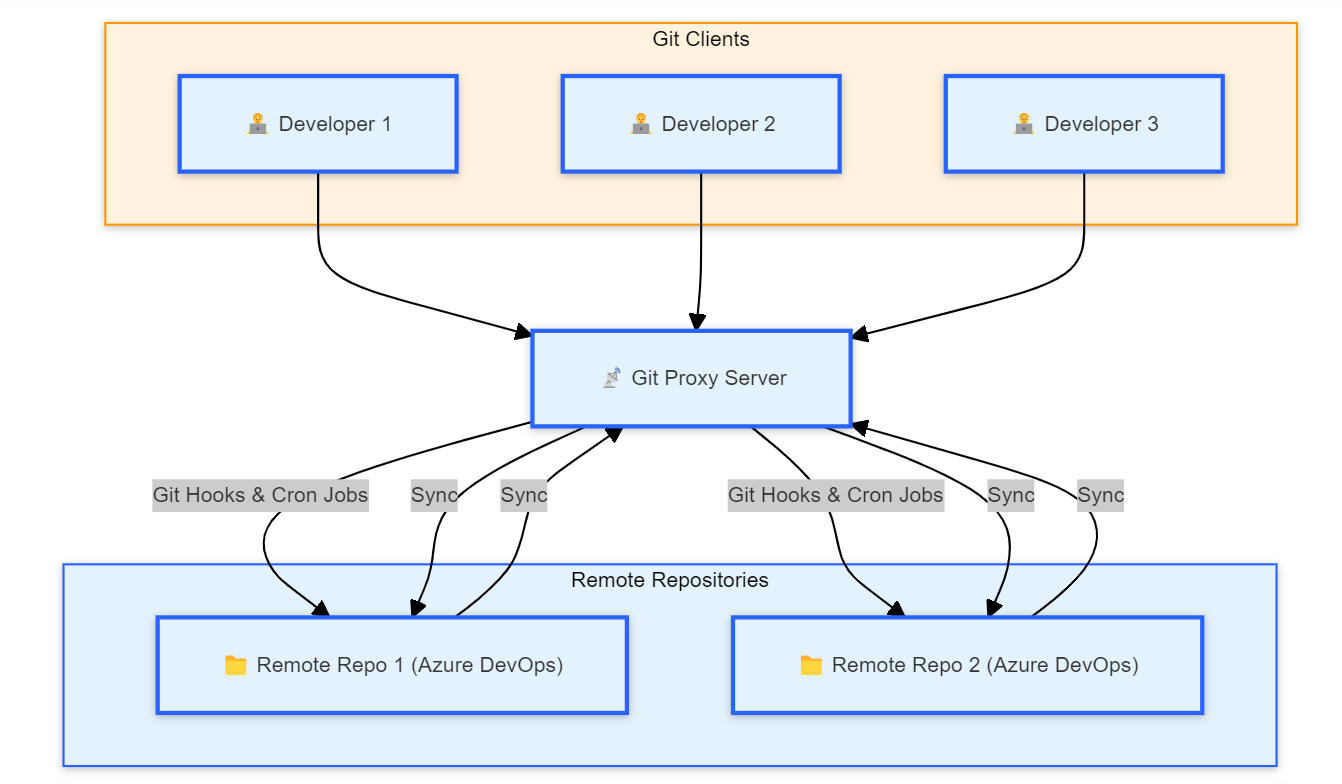 Git Clients
Developer 1
Developer 2
Developer 3
Git Proxy Server
Git Hooks & Cron Jobs
Sync
Sync
Git Hooks & Cron Jobs
Sync
Sync
Remote Repositories
Remote Repo 1 (Azure DevOps)
Remote Repo 2 (Azure DevOps)